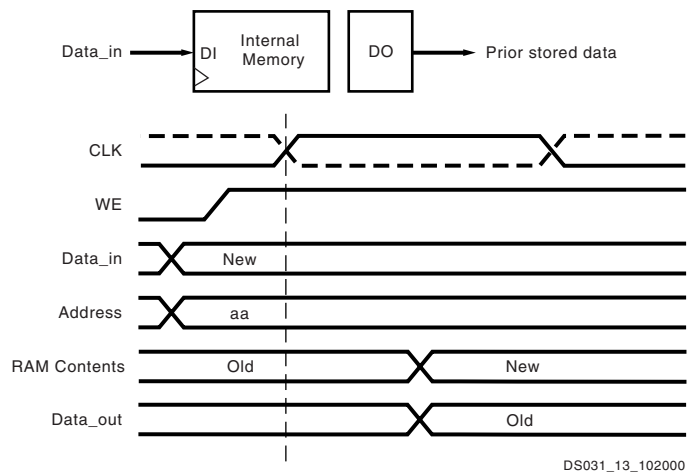 Data_in
DI
Internal
Memory
DO
Prior stored data
CLK
WE
Data_in
New
Address
aa
RAM Contents
Old
New
Data_out
Old
DS031_13_102000